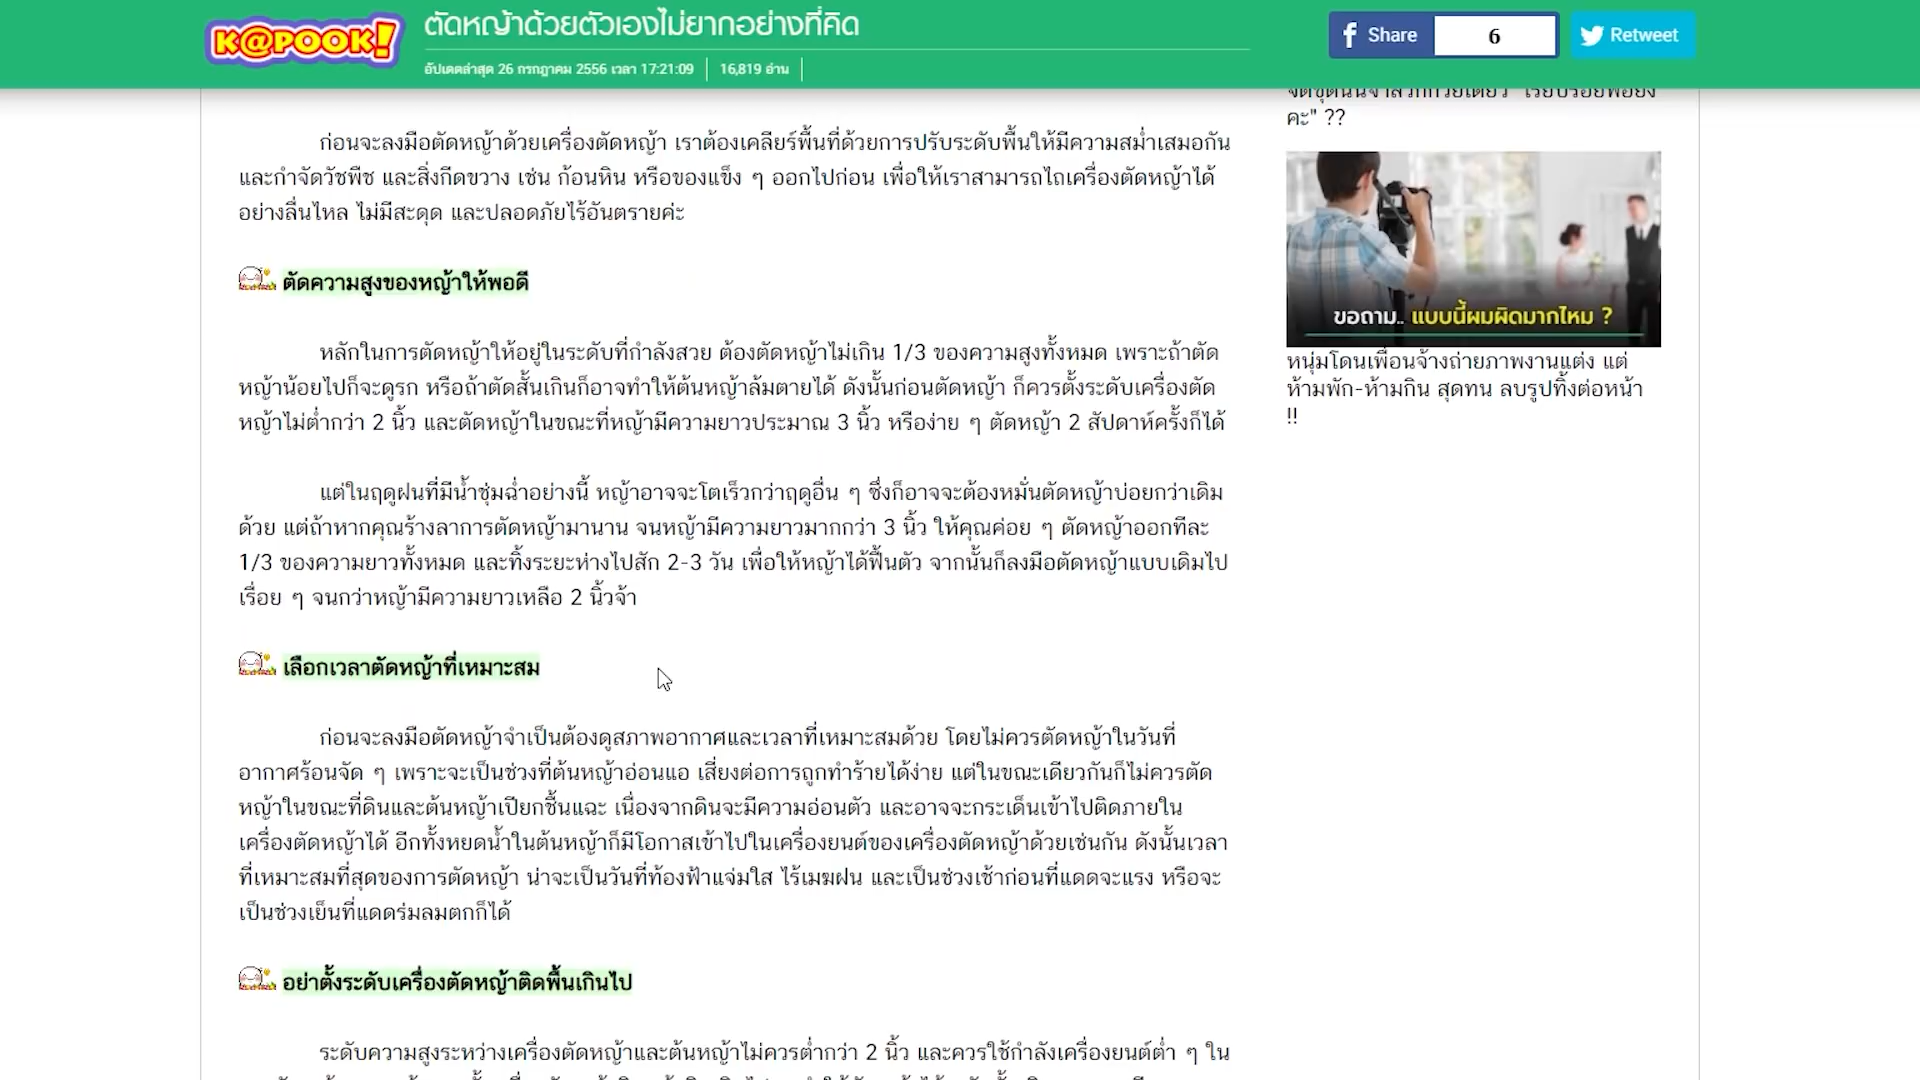 K@POOK!
ตัดหญ้าด้วยตัวเองไม่ยากอย่างที่คิด
อัปเดตล่าสุด 26 กรกฎาคม 2556 เวลา 17:21:09 | 16,819 อ่าน |
Share 6
Retweet
ก่อนจะลงมือตัดหญ้าด้วยเครื่องตัดหญ้า เราต้องเคลียร์พื้นที่ด้วยการปรับระดับพื้นให้มีความสม่ำเสมอกัน
และกำจัดวัชพืช และสิ่งกีดขวาง เช่น ก้อนหิน หรือของแข็ง ๆ ออกไปก่อน เพื่อให้เราสามารถไถเครื่องตัดหญ้าได้
อย่างลื่นไหล ไม่มีสะดุด และปลอดภัยไร้อันตรายค่ะ
ตัดความสูงของหญ้าให้พอดี
หลักในการตัดหญ้าให้อยู่ในระดับที่กำลังสวย ต้องตัดหญ้าไม่เกิน 1/3 ของความสูงทั้งหมด เพราะถ้าตัด
หญ้าน้อยไปก็จะดูรก หรือถ้าตัดสั้นเกินก็อาจทำให้ต้นหญ้าล้มตายได้ ดังนั้นก่อนตัดหญ้า ก็ควรตั้งระดับเครื่องตัด
หญ้าไม่ต่ำกว่า 2 นิ้ว และตัดหญ้าในขณะที่หญ้ามีความยาวประมาณ 3 นิ้ว หรือง่าย ๆ ตัดหญ้า 2 สัปดาห์ครั้งก็ได้
แต่ในฤดูฝนที่มีน้ำชุ่มฉ่ำอย่างนี้ หญ้าอาจจะโตเร็วกว่าฤดูอื่น ๆ ซึ่งก็อาจจะต้องหมั่นตัดหญ้าบ่อยกว่าเดิม
ด้วย แต่ถ้าหากคุณร้างลาการตัดหญ้ามานาน จนหญ้ามีความยาวมากกว่า 3 นิ้ว ให้คุณค่อย ๆ ตัดหญ้าออกทีละ
1/3 ของความยาวทั้งหมด และทิ้งระยะห่างไปสัก 2-3 วัน เพื่อให้หญ้าได้ฟื้นตัว จากนั้นก็ลงมือตัดหญ้าแบบเดิมไป
เรื่อย ๆ จนกว่าหญ้ามีความยาวเหลือ 2 นิ้วจ้า
เลือกเวลาตัดหญ้าที่เหมาะสม
ก่อนจะลงมือตัดหญ้าจำเป็นต้องดูสภาพอากาศและเวลาที่เหมาะสมด้วย โดยไม่ควรตัดหญ้าในวันที่
อากาศร้อนจัด ๆ เพราะจะเป็นช่วงที่ต้นหญ้าอ่อนแอ เสี่ยงต่อการถูกทำร้ายได้ง่าย แต่ในขณะเดียวกันก็ไม่ควรตัด
หญ้าในขณะที่ดินและต้นหญ้าเปียกชื้นแฉะ เนื่องจากดินจะมีความอ่อนตัว และอาจจะกระเด็นเข้าไปติดภายใน
เครื่องตัดหญ้าได้ อีกทั้งหยดน้ำในต้นหญ้าก็มีโอกาสเข้าไปในเครื่องยนต์ของเครื่องตัดหญ้าด้วยเช่นกัน ดังนั้นเวลา
ที่เหมาะสมที่สุดของการตัดหญ้า น่าจะเป็นวันที่ท้องฟ้าแจ่มใส ไร้เมฆฝน และเป็นช่วงเช้าก่อนที่แดดจะแรง หรือจะ
เป็นช่วงเย็นที่แดดร่มลมตกก็ได้
อย่าตั้งระดับเครื่องตัดหญ้าติดพื้นเกินไป
ระดับความสูงระหว่างเครื่องตัดหญ้าและต้นหญ้าไม่ควรต่ำกว่า 2 นิ้ว และควรใช้กำลังเครื่องยนต์ต่ำ ๆ ใน
คะ" ??
ขอถาม.. แบบนี้ผมผิดมากไหม ?
หนุ่มโดนเพื่อนจ้างถ่ายภาพงานแต่ง แต่
ห้ามพัก-ห้ามกิน สุดทน ลบรูปทิ้งต่อหน้า
!!